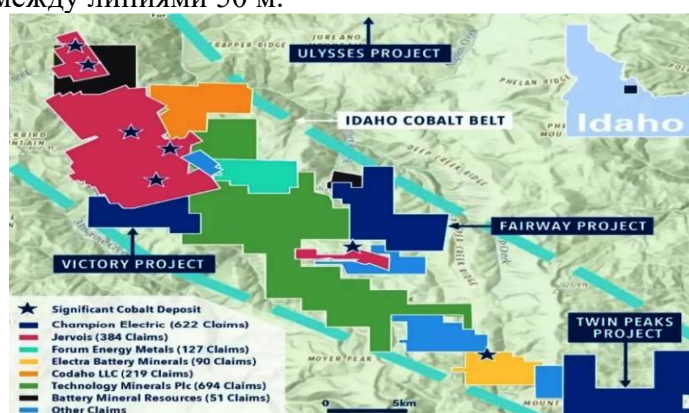 между линиями 50 м.
ULYSSES PROJECT
PHELAN RIDGE
Idaho
IDAHO COBALT BELT
DEEP CREEK RIDGE
FAIRWAY PROJECT
VICTORY PROJECT
TWIN PEAKS
PROJECT
Significant Cobalt Deposit
Champion Electric (622 Claims)
Jervois (384 Claims)
Forum Energy Metals (127 Claims)
Electra Battery Minerals (90 Claims)
Codaho LLC (219 Claims)
Technology Minerals Plc (694 Claims)
Battery Mineral Resources (51 Claims)
Other Claims
MOYER PEAK
0 5km
MOUNT